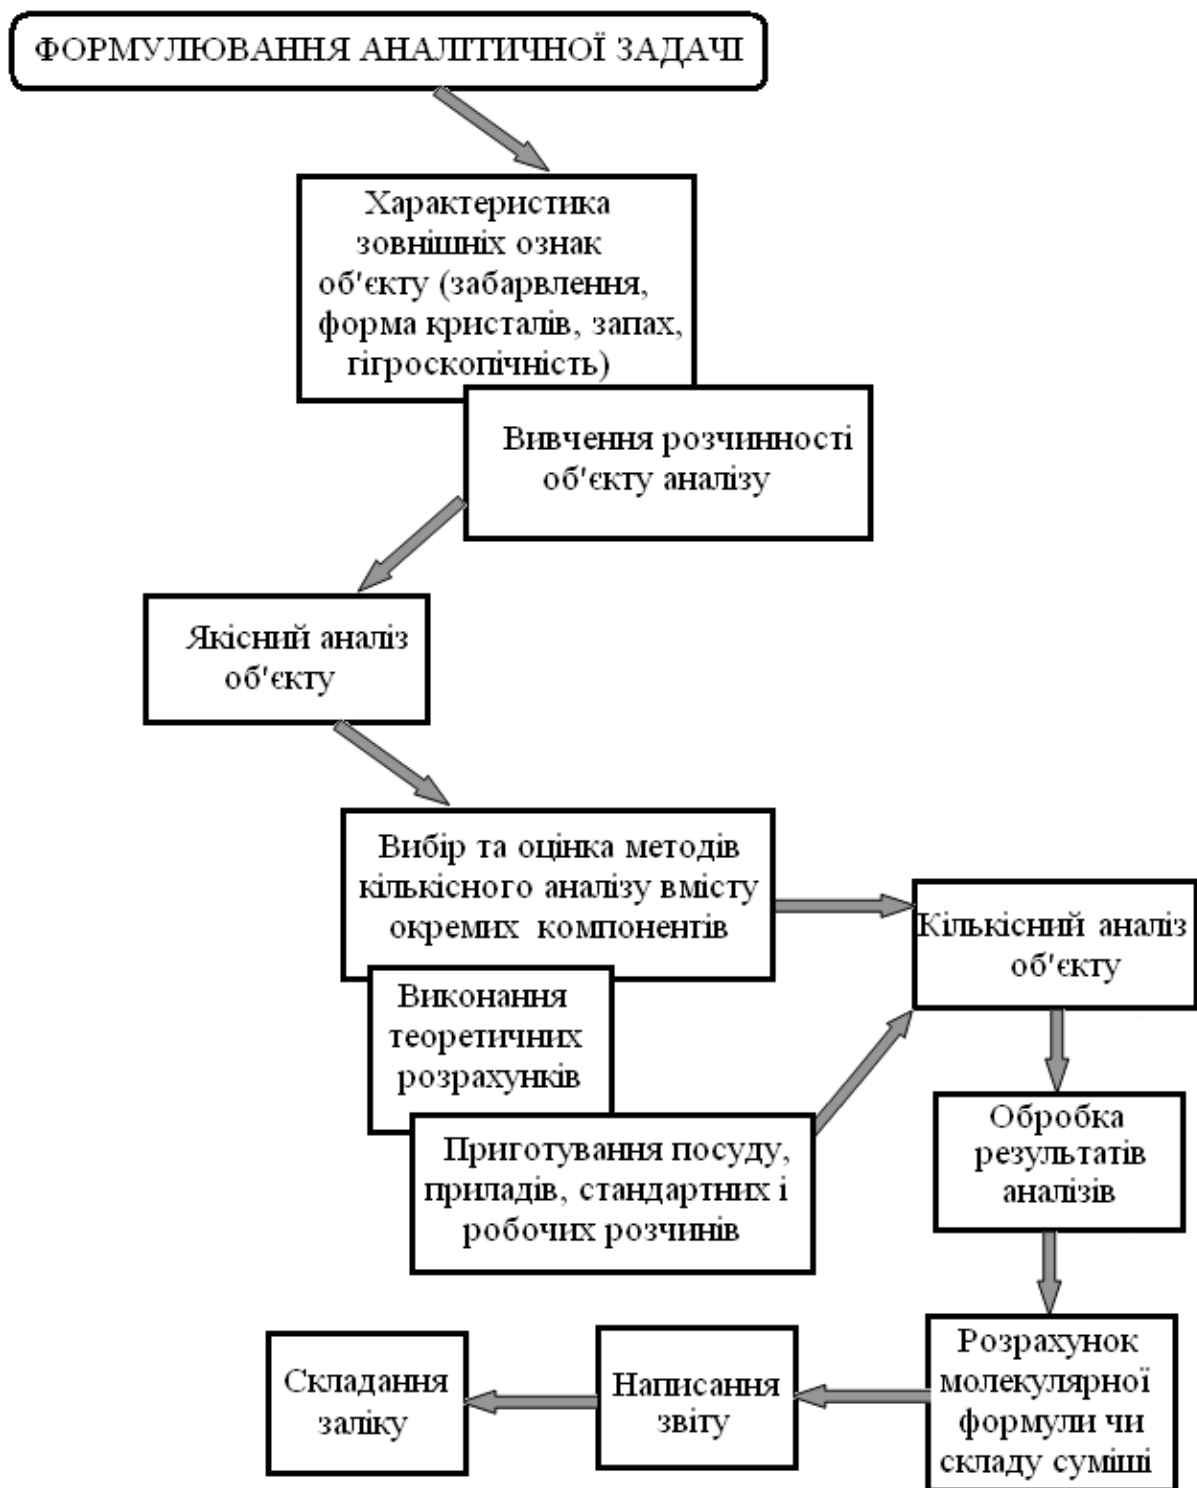 ФОРМУЛЮВАННЯ АНАЛІТИЧНОЇ ЗАДАЧІ
Характеристика
зовнішніх ознак
об'єкту (забарвлення,
форма кристалів, запах,
гігроскопічність)
Вивчення розчинності
об'єкту аналізу
Якісний аналіз
об'єкту
Вибір та оцінка методів
кількісного аналізу вмісту
окремих компонентів
Виконання
теоретичних
розрахунків
Приготування посуду,
приладів, стандартних і
робочих розчинів
Кількісний аналіз
об'єкту
Обробка
результатів
аналізів
Розрахунок
молекулярної
формули чи
складу суміші
Написання
звіту
Складання
заліку